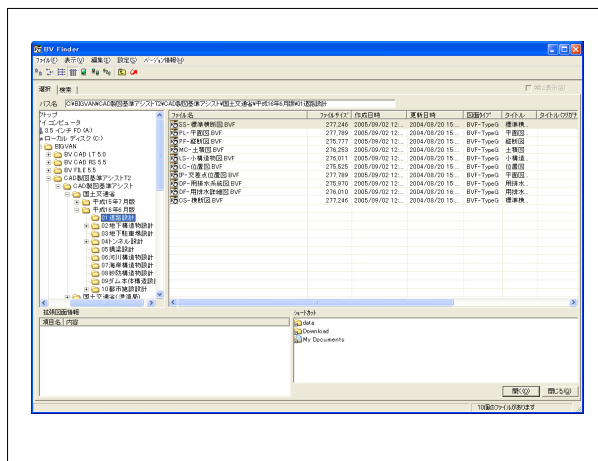 BV Finder
ファイル(F) 表示(V) 編集(E) 設定(S) バージョン情報(H)
選択 検索
常に表示(S)
パス名 C:¥BIGVAN¥CAD製図基準アシストT2¥CAD製図基準アシスト¥国土交通省¥平成16年6月版¥01道路設計
クトップ
マイ コンピュータ
3.5 インチ FD (A:)
ローカル ディスク (C:)
BIGVAN
BV CAD LT 5.0
BV CAD RS 5.5
BV FILE 5.5
CAD製図基準アシストT2
CAD製図基準アシスト
国土交通省
平成15年7月版
平成16年6月版
01道路設計
02地下構造物設計
03地下駐車場設計
04トンネル設計
05橋梁設計
06河川構造物設計
07海岸構造物設計
08砂防構造物設計
09ダム本体構造設計
10都市施設設計
国土交通省(港湾局)
ファイル名 ファイルサイズ 作成日時 更新日時 図面タイプ タイトル タイトルフリガナ
SS-標準横断図.BVF 277,246 2005/09/02 12:... 2004/08/20 15:... BVF-TypeG 標準横...
PL-平面図.BVF 277,789 2005/09/02 12:... 2004/08/20 15:... BVF-TypeG 平面図...
PF-縦断図.BVF 275,777 2005/09/02 12:... 2004/08/20 15:... BVF-TypeG 縦断図
MC-土積図.BVF 276,253 2005/09/02 12:... 2004/08/20 16:... BVF-TypeG 土積図
LS-小構造物図.BVF 276,011 2005/09/02 12:... 2004/08/20 15:... BVF-TypeG 小構造...
LC-位置図.BVF 275,525 2005/09/02 12:... 2004/08/20 15:... BVF-TypeG 位置図
IP-交差点位置図.BVF 277,789 2005/09/02 12:... 2004/08/20 15:... BVF-TypeG 平面図...
DP-用排水系統図.BVF 275,970 2005/09/02 12:... 2004/08/20 15:... BVF-TypeG 用排水...
DF-用排水詳細図.BVF 276,010 2005/09/02 12:... 2004/08/20 16:... BVF-TypeG 用排水...
CS-横断図.BVF 277,246 2005/09/02 12:... 2004/08/20 15:... BVF-TypeG 標準横...
拡張図面情報
項目名 内容
ショートカット
data
Download
My Documents
開く(O) 閉じる(Q)
10個のファイルがあります